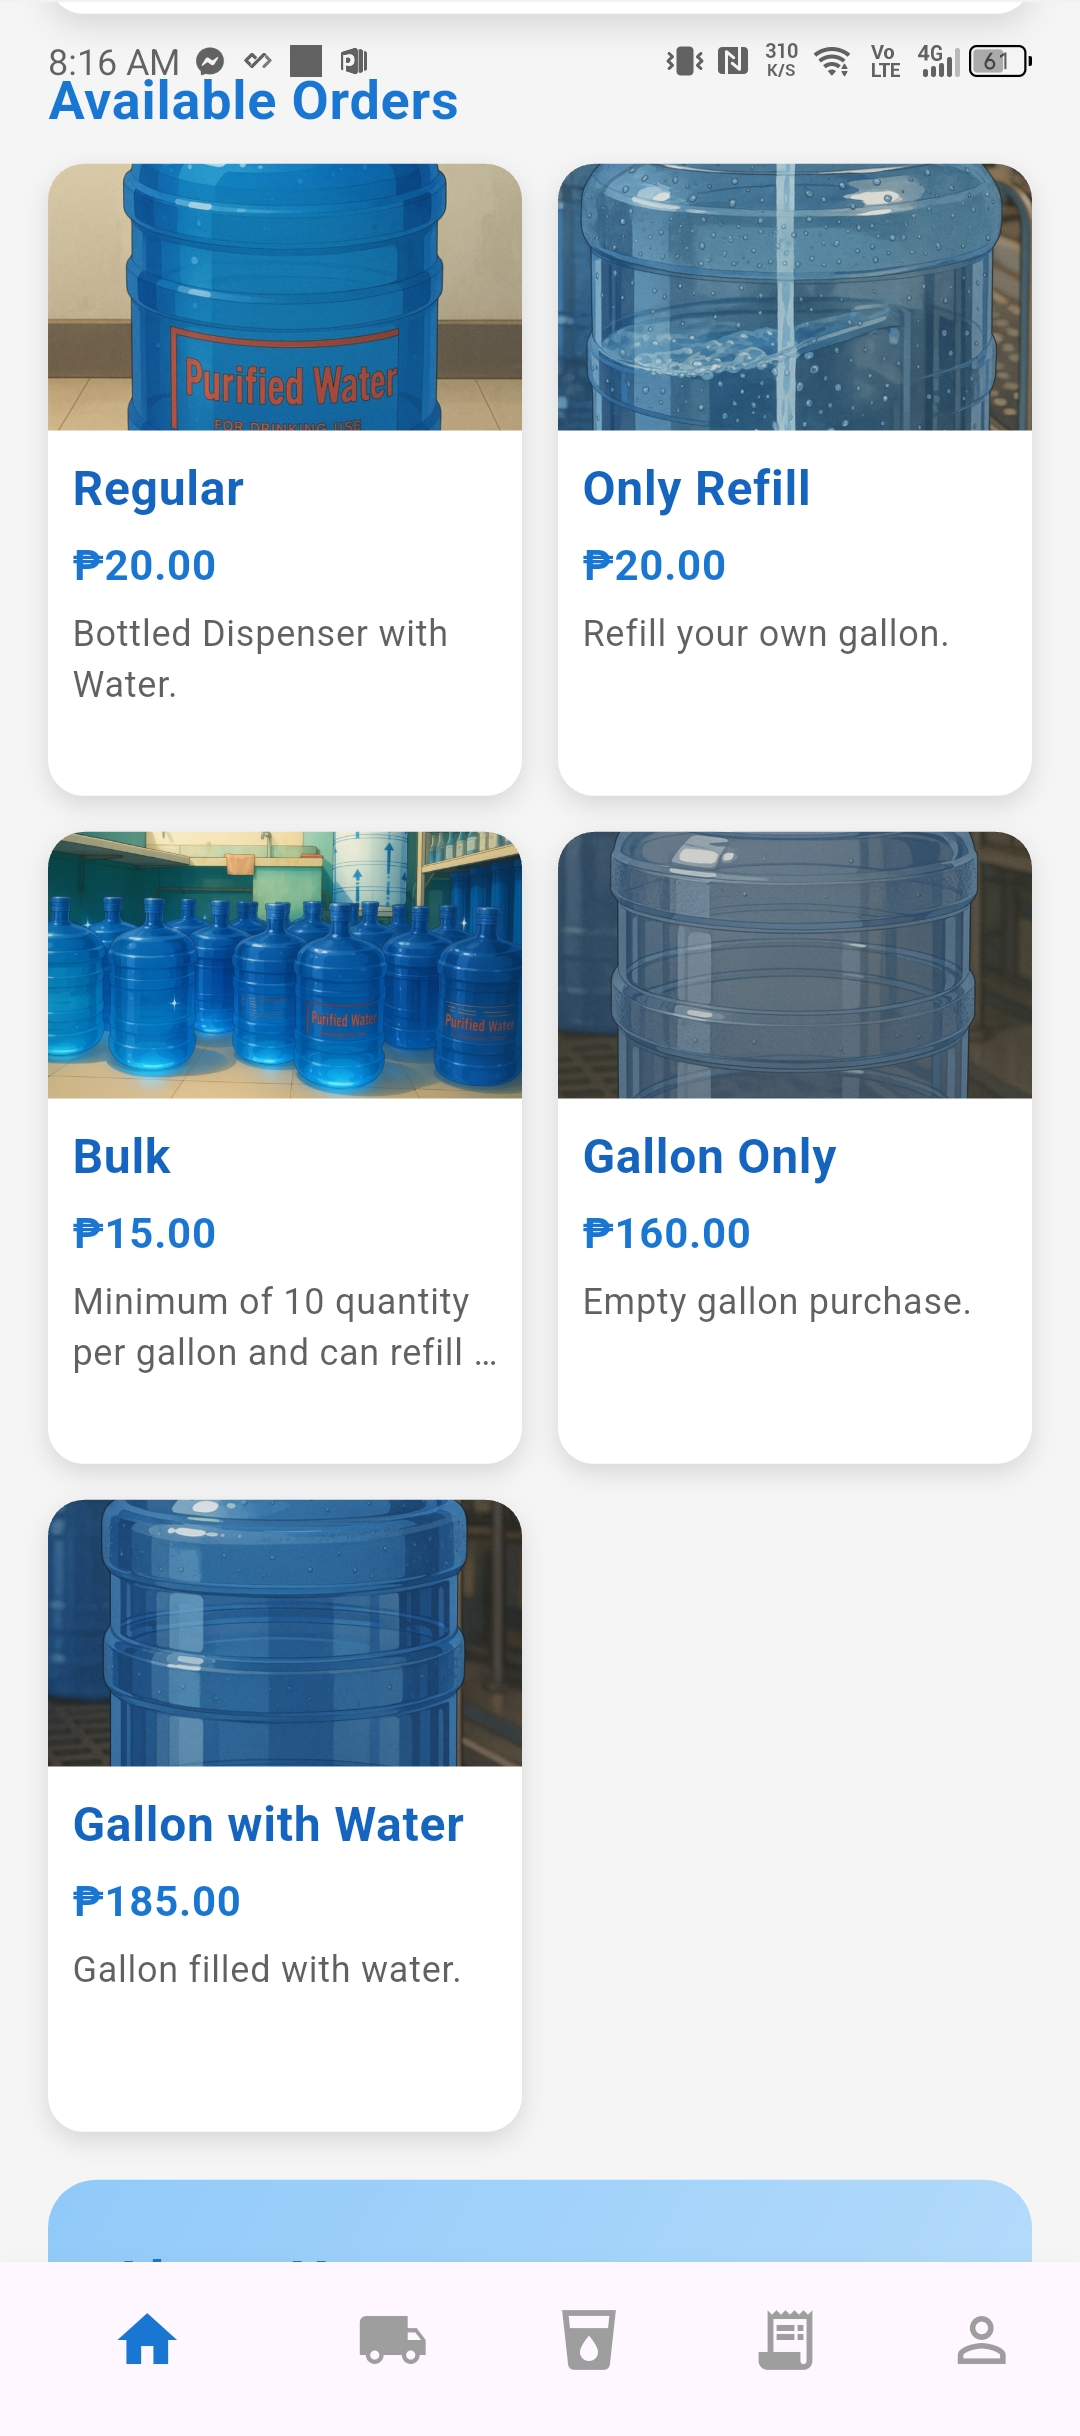 8:16 AM
310
K/S
Vo
LTE
4G
61
Available Orders
Purified Water
FOR DRINKING USE
Regular
₱20.00
Bottled Dispenser with
Water.
Only Refill
₱20.00
Refill your own gallon.
Purified Water
Purified Water
Bulk
₱15.00
Minimum of 10 quantity
per gallon and can refill ...
Gallon Only
₱160.00
Empty gallon purchase.
Gallon with Water
₱185.00
Gallon filled with water.